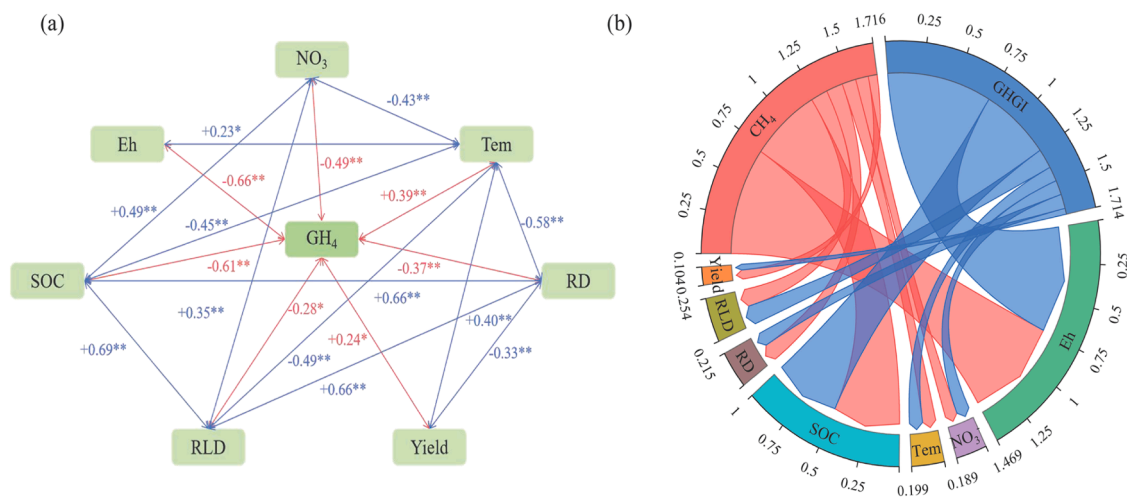 (a)
NO₃
-0.43**
+0.23*
Eh
Tem
-0.49**
-0.66**
+0.39**
+0.49**
-0.45**
-0.58**
GH₄
-0.61**
-0.37**
SOC
RD
+0.66**
-0.28*
+0.35**
+0.40**
+0.24*
+0.69**
-0.49**
-0.33**
+0.66**
RLD
Yield
(b)
CH₄
0.25
0.5
0.75
1
1.25
1.5
1.716
GHGI
0.25
0.5
0.75
1
1.25
1.5
1.714
Eh
0.25
0.5
0.75
1
1.25
1.469
NO₃
0.189
Tem
0.199
SOC
0.25
0.5
0.75
1
RD
0.215
RLD
0.254
Yield
0.104